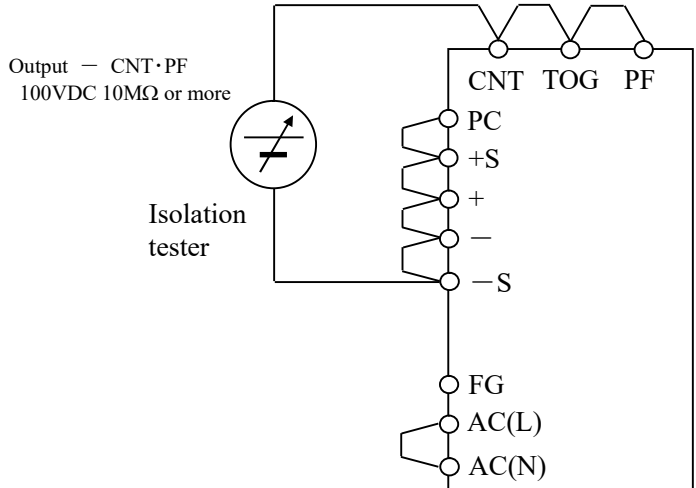 Output － CNT･PF
100VDC 10MΩ or more
CNT TOG PF
PC
+S
+
－
Isolation
tester
－S
FG
AC(L)
AC(N)